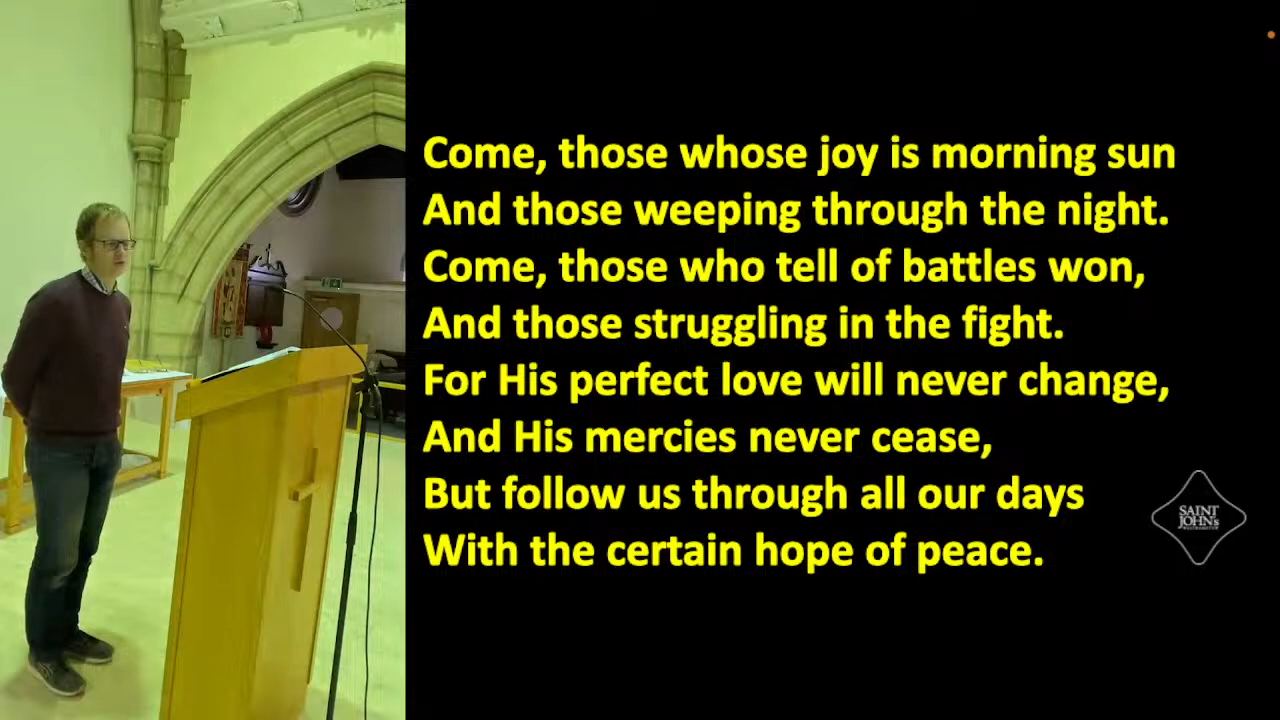 Come, those whose joy is morning sun
And those weeping through the night.
Come, those who tell of battles won,
And those struggling in the fight.
For His perfect love will never change,
And His mercies never cease,
But follow us through all our days
With the certain hope of peace.
SAINT
JOHN's